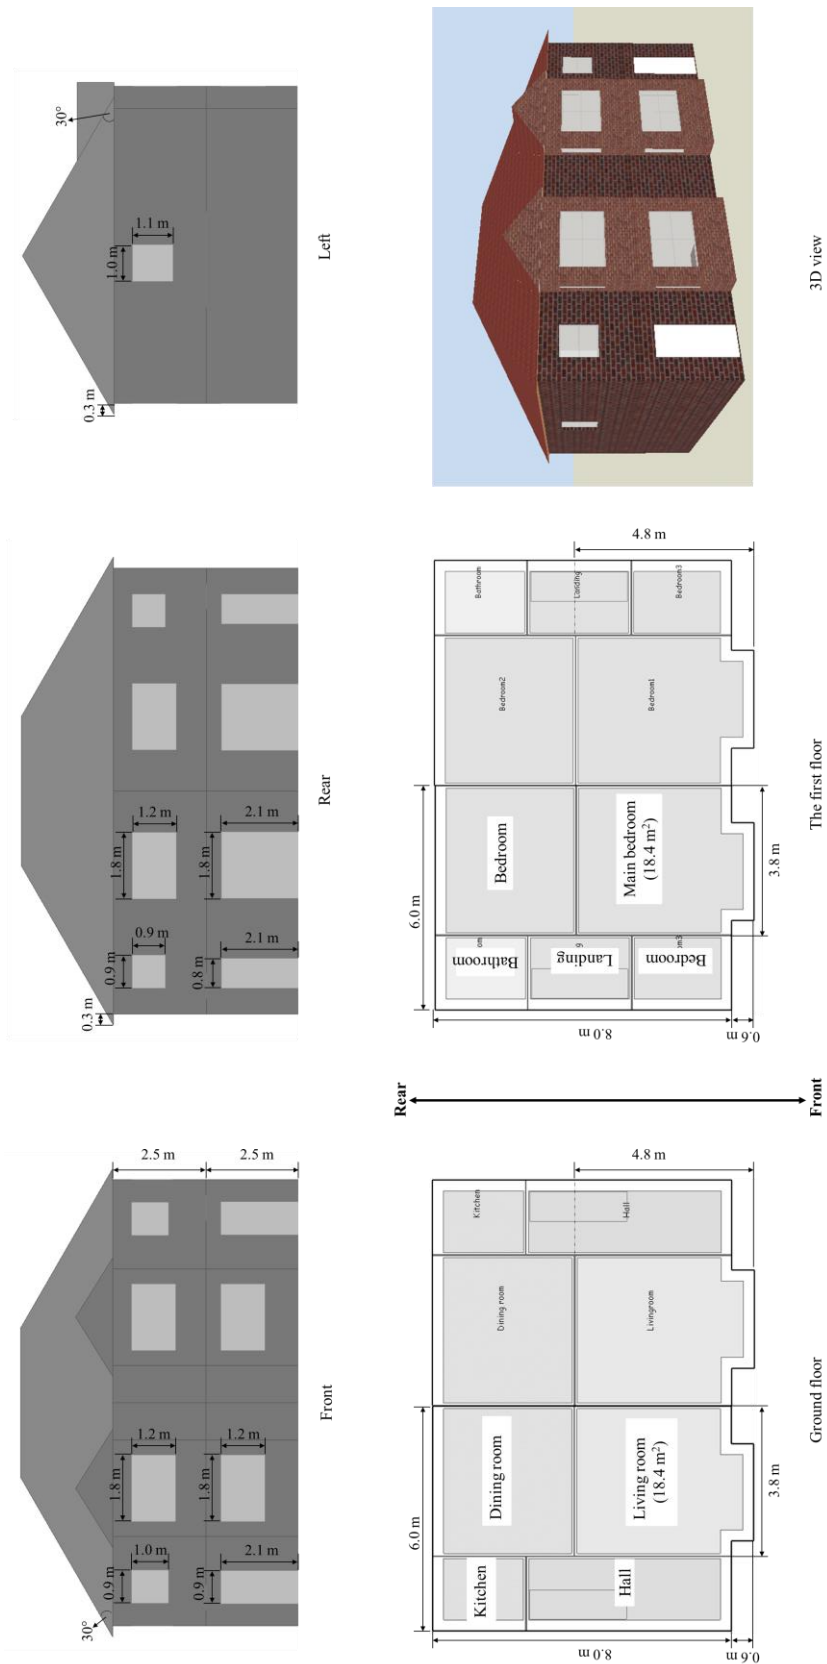 30°
0.9 m
1.0 m
1.8 m
1.2 m
2.5 m
0.9 m
2.1 m
1.8 m
1.2 m
2.5 m
Front
0.3 m
0.9 m
0.9 m
1.8 m
1.2 m
0.8 m
2.1 m
1.8 m
2.1 m
Rear
0.3 m
1.0 m
1.1 m
30°
Left
6.0 m
Kitchen
Dining room
Dining room
Kitchen
8.0 m
Hall
Living room
(18.4 m²)
Livingroom
Hall
4.8 m
0.6 m
3.8 m
Ground floor
Rear
Front
6.0 m
Bathroom
om
Bedroom
Bedroom2
Bathroom
8.0 m
Landing
g
Landing
Bedroom
om3
Main bedroom
(18.4 m²)
Bedroom1
Bedroom3
4.8 m
0.6 m
3.8 m
The first floor
3D view